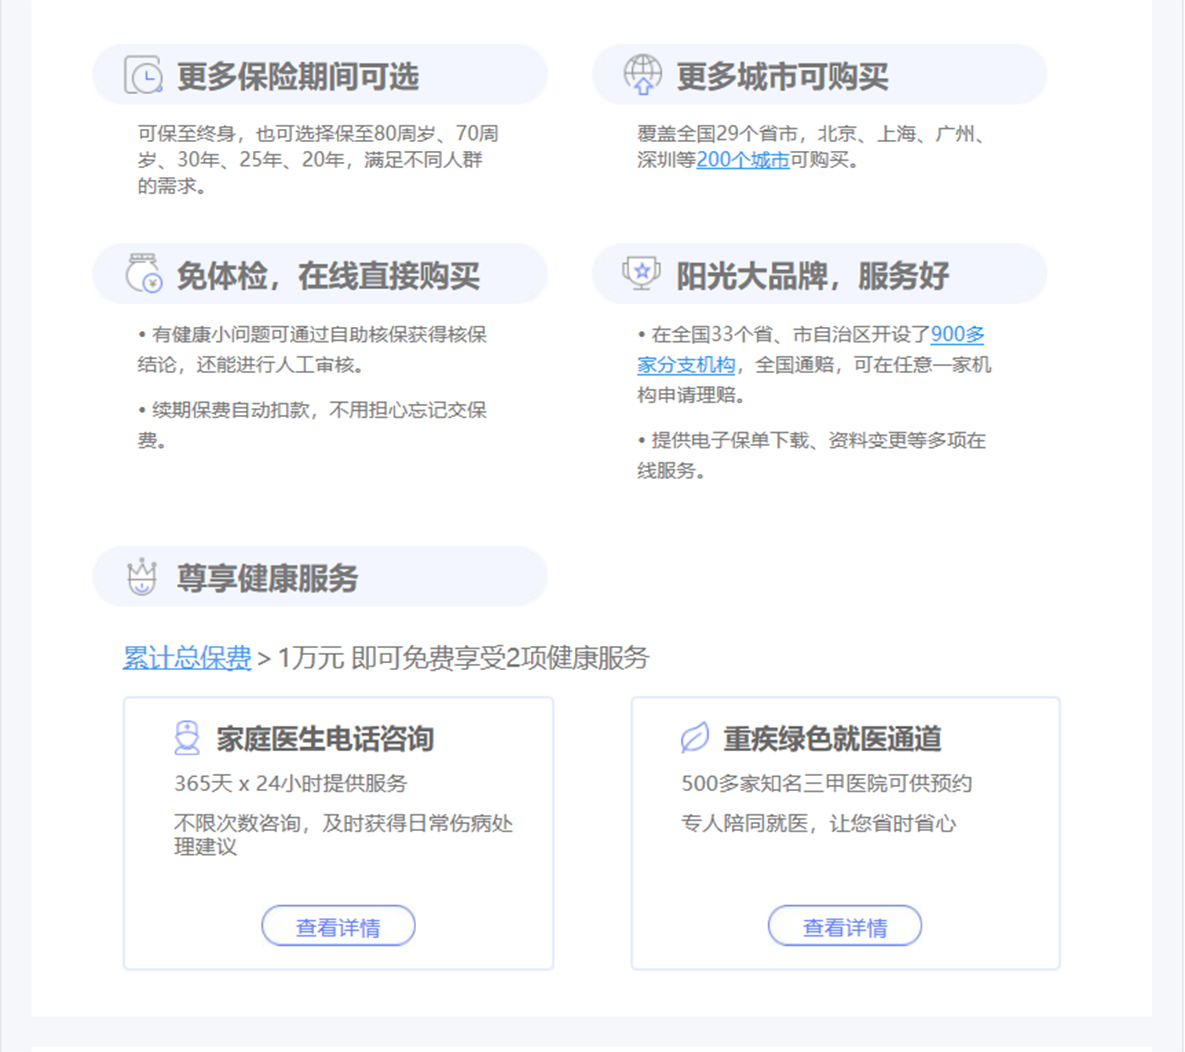 更多保险期间可选
可保至终身，也可选择保至80周岁、70周
岁、30年、25年、20年，满足不同人群
的需求。
更多城市可购买
覆盖全国29个省市，北京、上海、广州、
深圳等200个城市可购买。
免体检，在线直接购买
• 有健康小问题可通过自助核保获得核保
结论，还能进行人工审核。
• 续期保费自动扣款，不用担心忘记交保
费。
阳光大品牌，服务好
• 在全国33个省、市自治区开设了900多
家分支机构，全国通赔，可在任意一家机
构申请理赔。
• 提供电子保单下载、资料变更等多项在
线服务。
尊享健康服务
累计总保费 > 1万元 即可免费享受2项健康服务
家庭医生电话咨询
365天 x 24小时提供服务
不限次数咨询，及时获得日常伤病处
理建议
查看详情
重疾绿色就医通道
500多家知名三甲医院可供预约
专人陪同就医，让您省时省心
查看详情